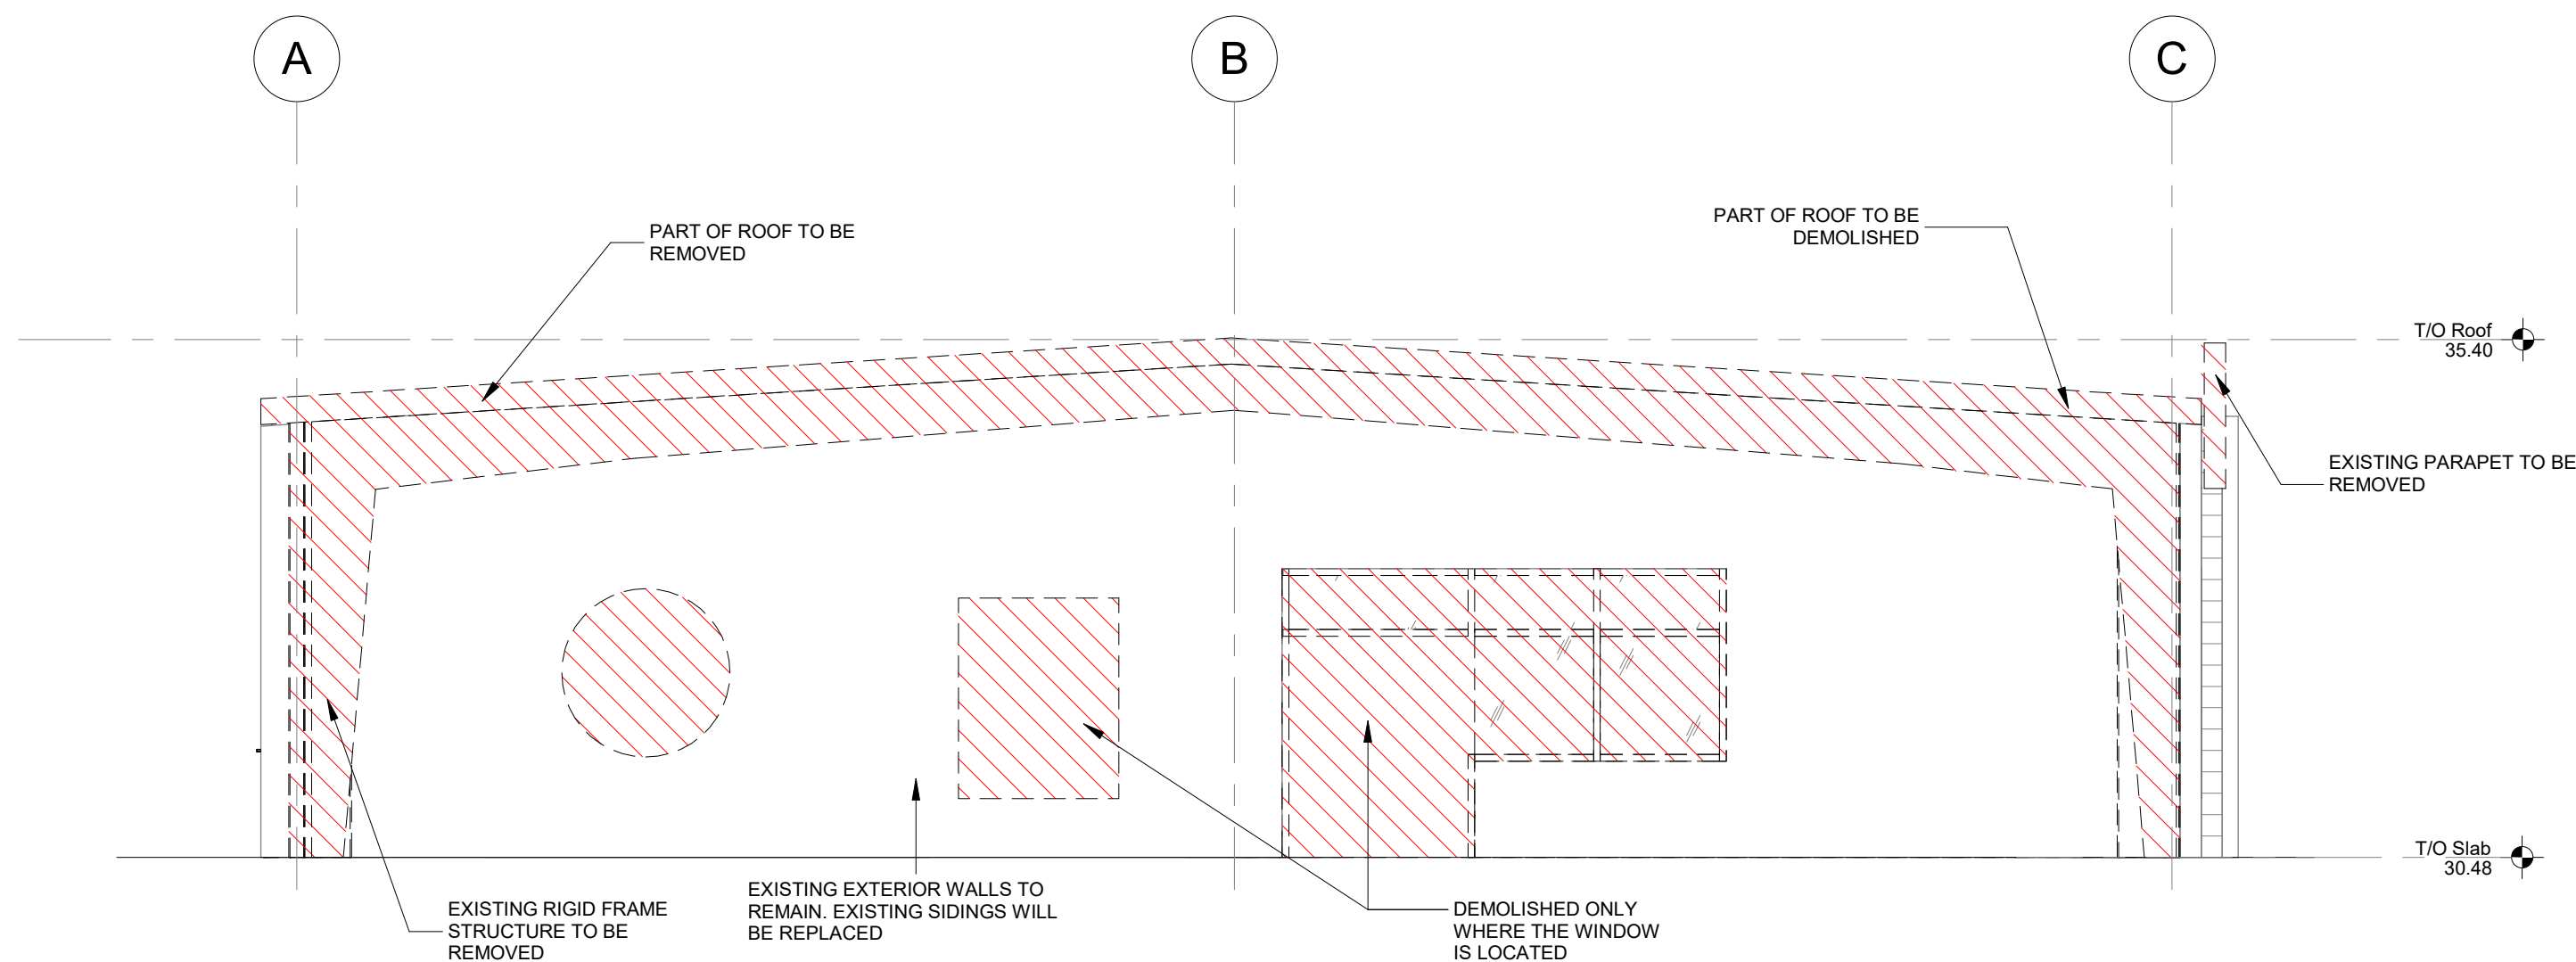 A
B
C
PART OF ROOF TO BE
REMOVED
PART OF ROOF TO BE
DEMOLISHED
T/O Roof
35.40
EXISTING PARAPET TO BE
REMOVED
T/O Slab
30.48
EXISTING RIGID FRAME
STRUCTURE TO BE
REMOVED
EXISTING EXTERIOR WALLS TO
REMAIN. EXISTING SIDINGS WILL
BE REPLACED
DEMOLISHED ONLY
WHERE THE WINDOW
IS LOCATED